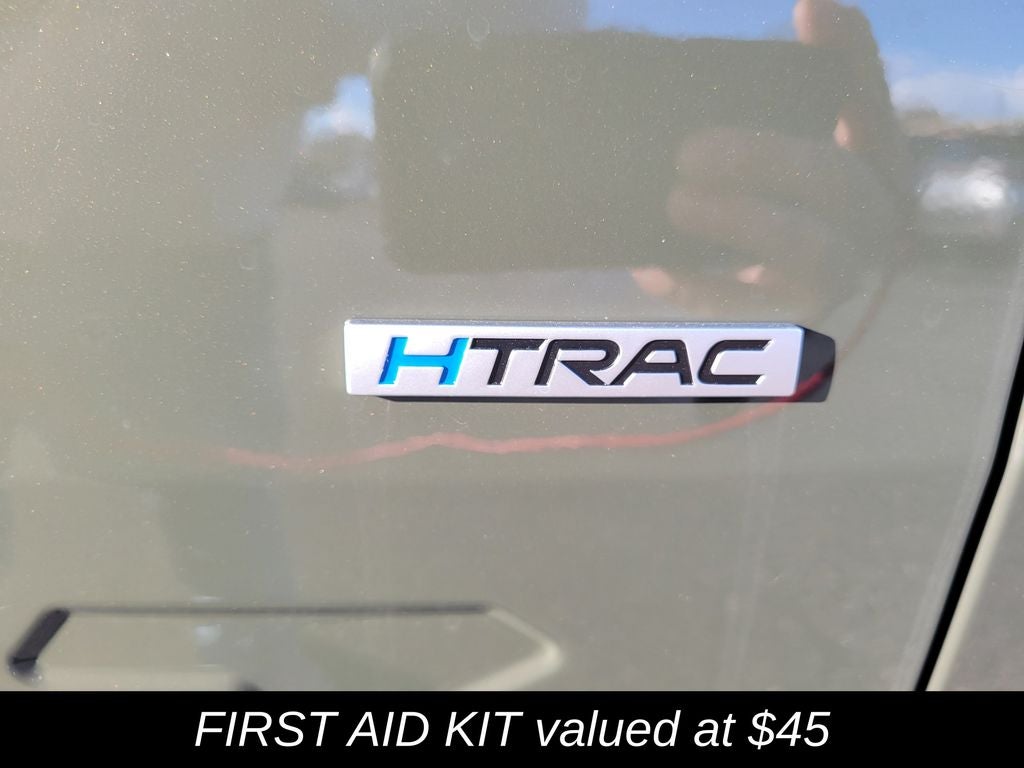 HTRAC
FIRST AID KIT valued at $45